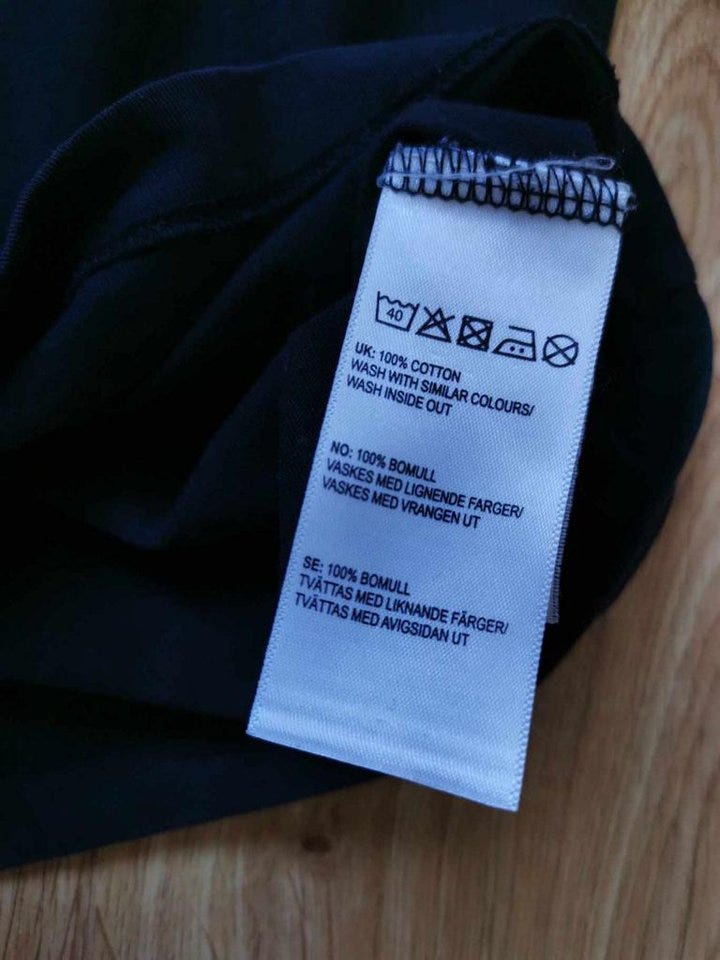 40
UK: 100% COTTON
WASH WITH SIMILAR COLOURS/
WASH INSIDE OUT
NO: 100% BOMULL
VASKES MED LIGNENDE FARGER/
VASKES MED VRANGEN UT
SE: 100% BOMULL
TVÄTTAS MED LIKNANDE FÄRGER/
TVÄTTAS MED AVIGSIDAN UT